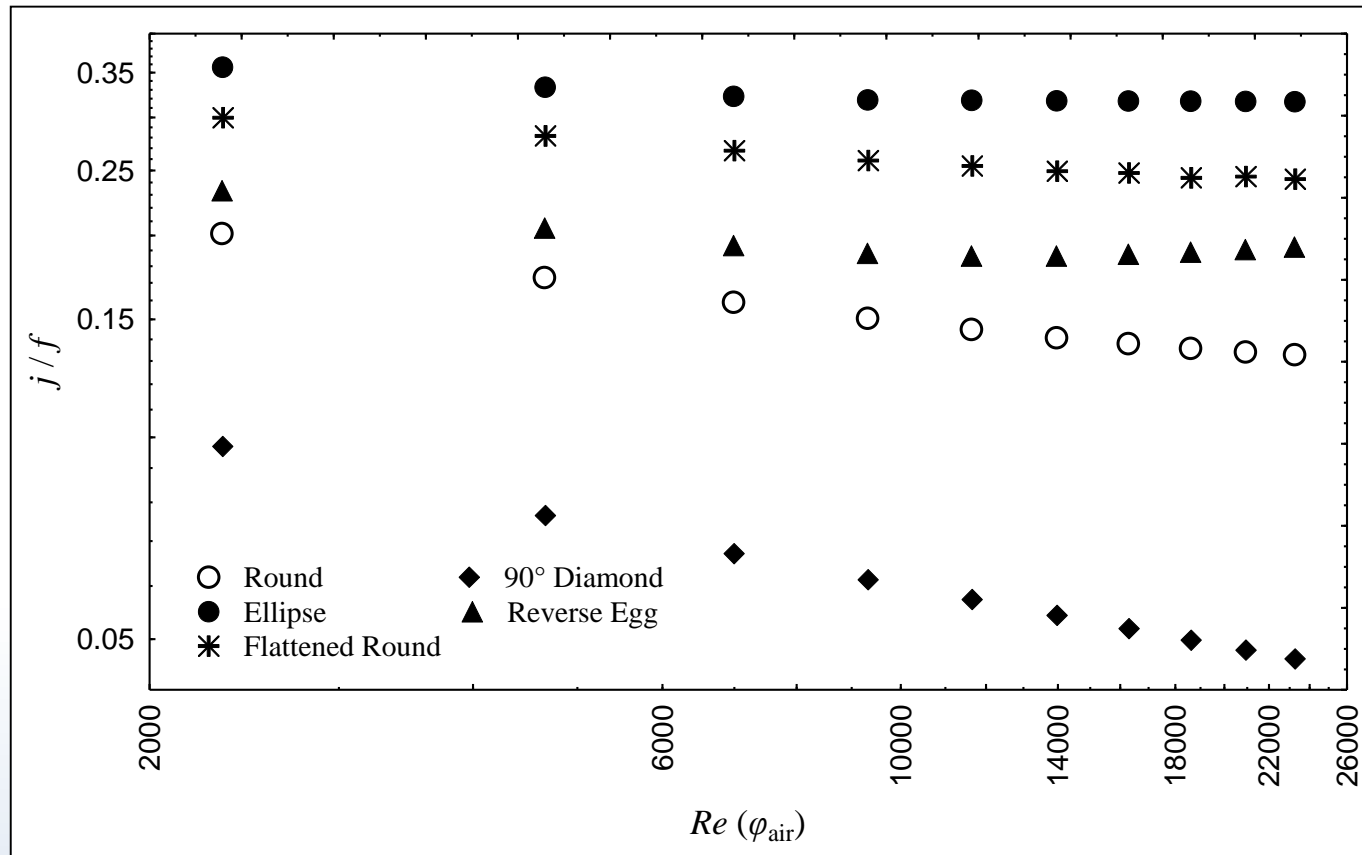 0.35
0.25
0.15
0.05
j / f
Round
Ellipse
Flattened Round
90° Diamond
Reverse Egg
2000
6000
10000
14000
18000
22000
26000
Re (φair)